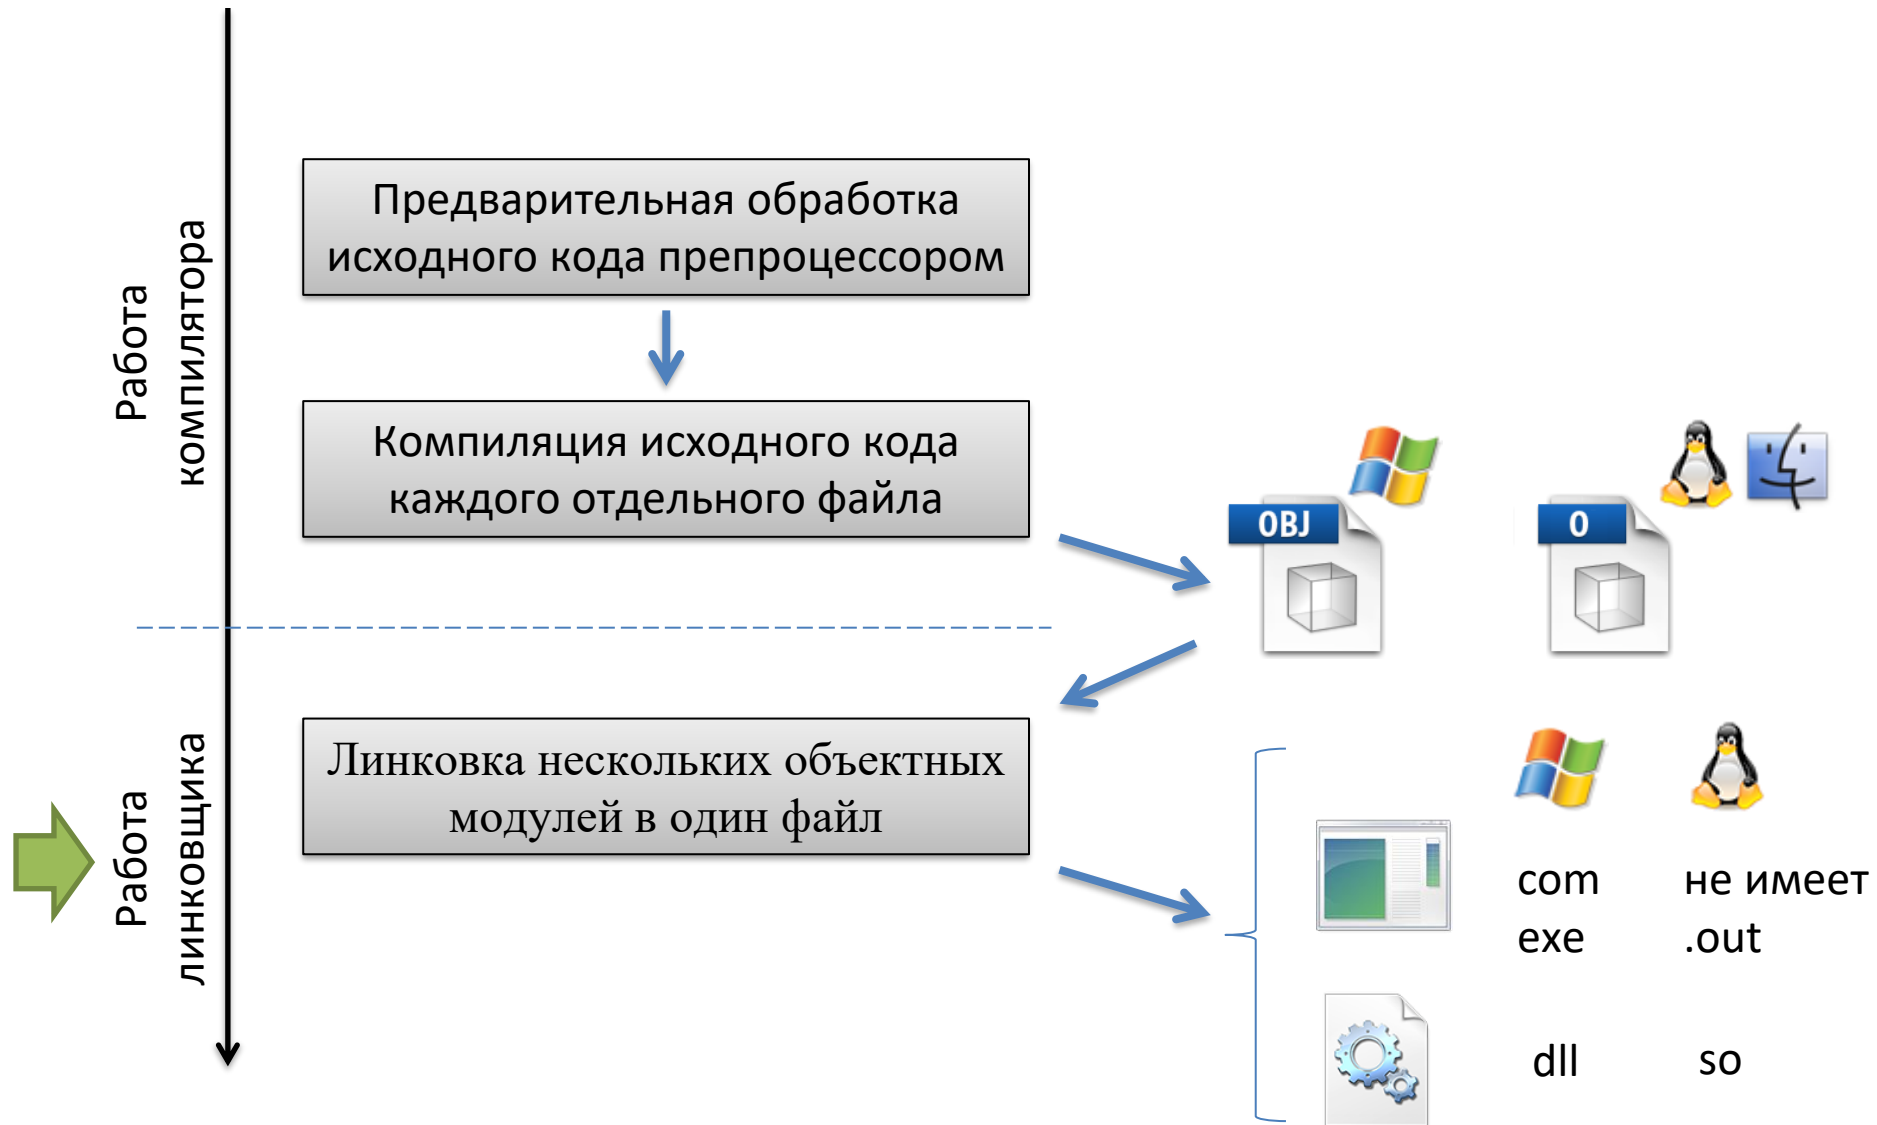 Работа
компилятора
Предварительная обработка
исходного кода препроцессором
Компиляция исходного кода
каждого отдельного файла
OBJ
O
Работа
линковщика
Линковка нескольких объектных
модулей в один файл
com
не имеет
exe
.out
dll
so